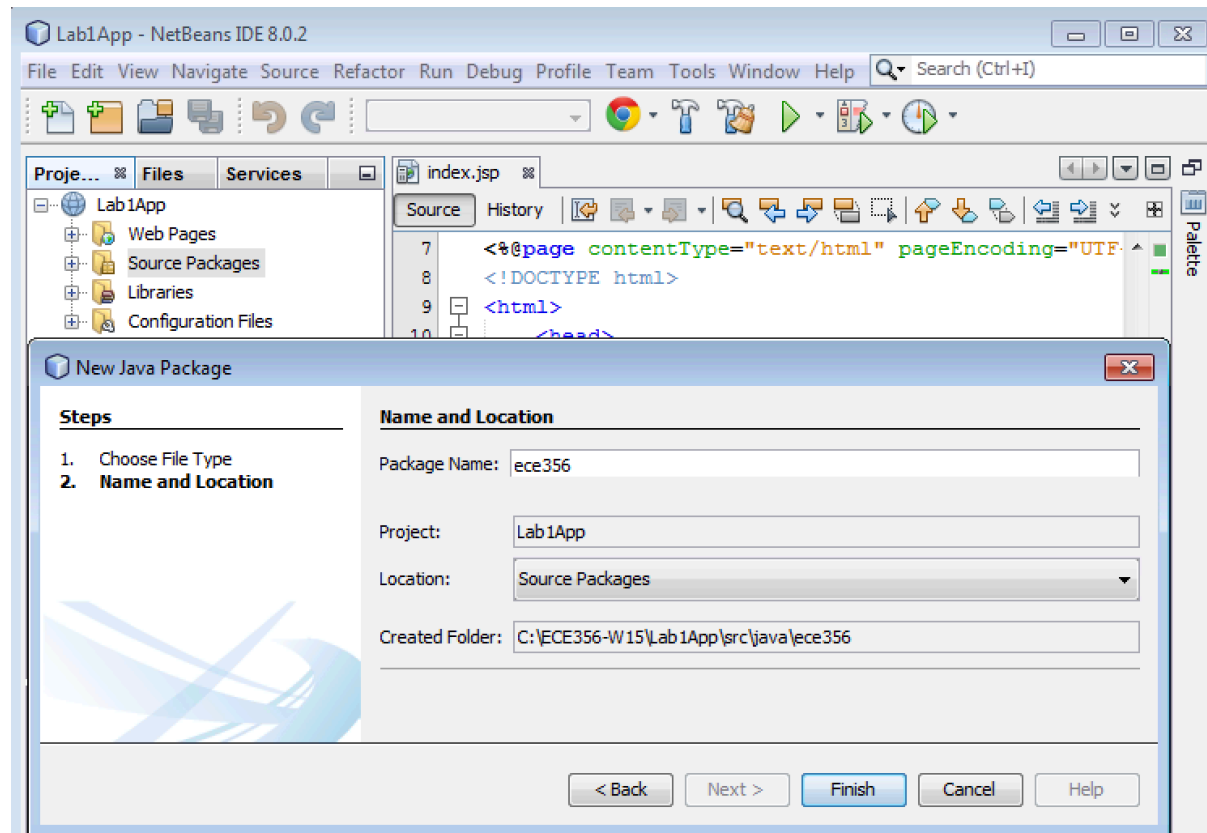 Lab1App - NetBeans IDE 8.0.2
File Edit View Navigate Source Refactor Run Debug Profile Team Tools Window Help Search (Ctrl+I)
Proje... Files Services
index.jsp
Lab1App
Web Pages
Source Packages
Libraries
Configuration Files
Source History
7 <%@page contentType="text/html" pageEncoding="UTF-
8 <!DOCTYPE html>
9 <html>
10 <head>
Palette
New Java Package
Steps
1. Choose File Type
2. Name and Location
Name and Location
Package Name: ece356
Project: Lab1App
Location: Source Packages
Created Folder: C:\ECE356-W15\Lab1App\src\java\ece356
< Back Next > Finish Cancel Help